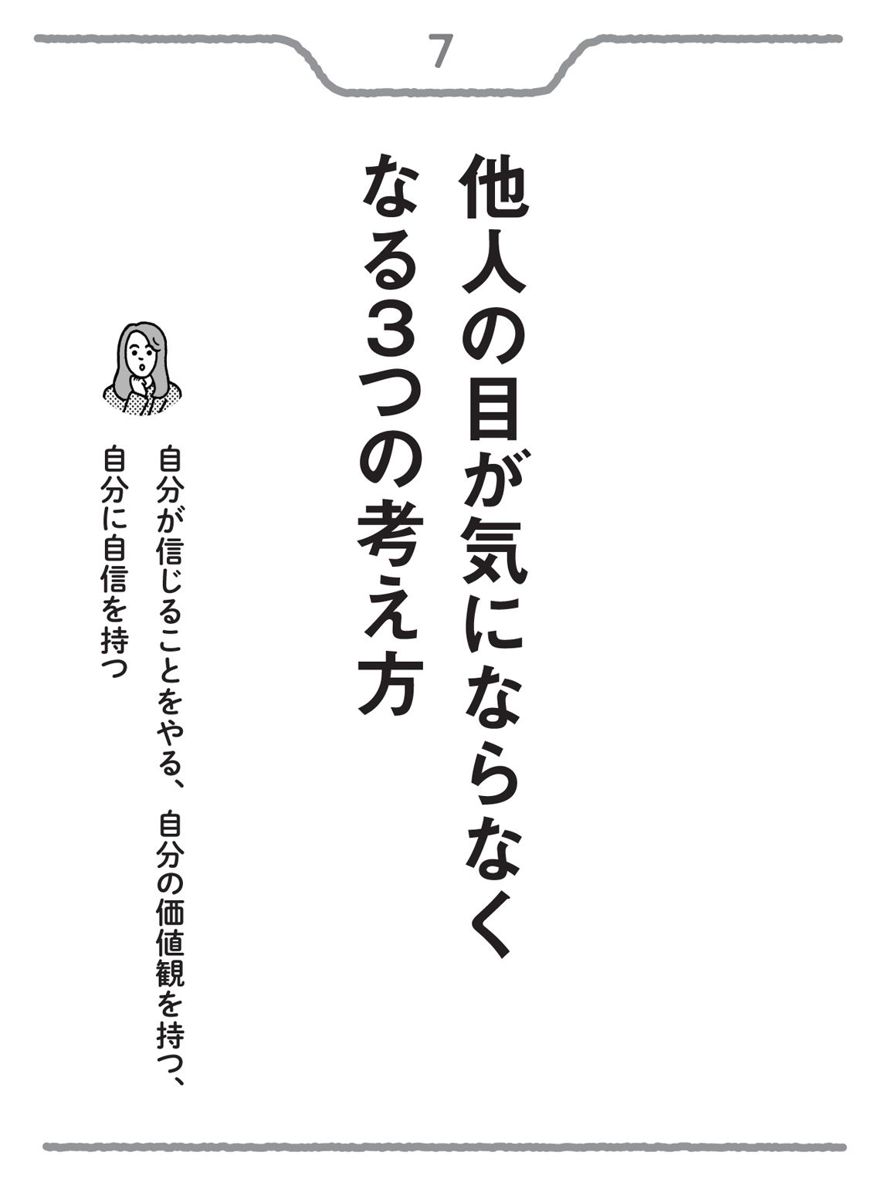 7
他人の目が気にならなく
なる3つの考え方
自分が信じることをやる、自分の価値観を持つ、
自分に自信を持つ